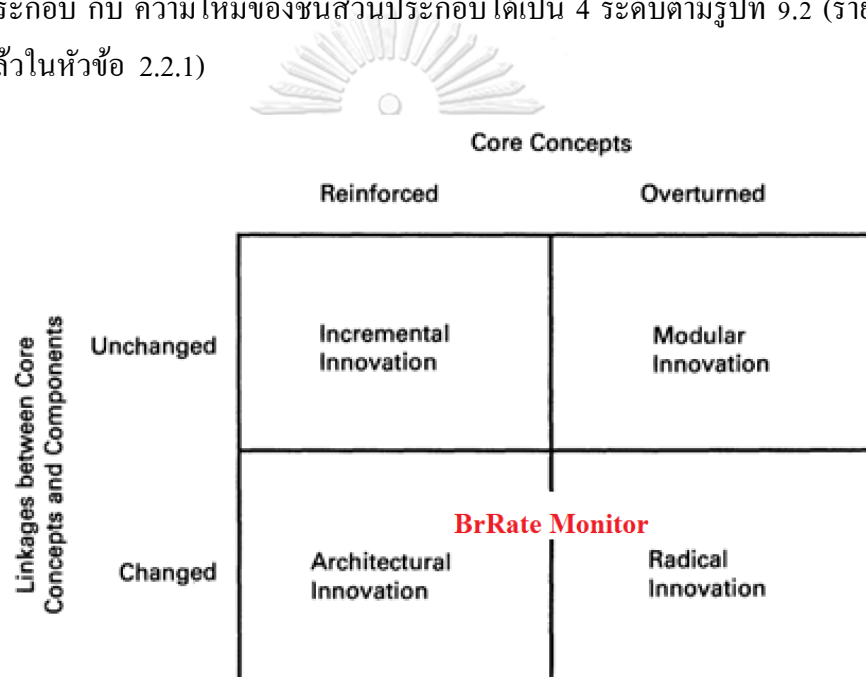 ระกอบ กับ ความใหม่ของชิ้นส่วนประกอบได้เป็น 4 ระดับตามรูปที่ 9.2
ล้วในหัวข้อ 2.2.1)
Core Concepts
Reinforced Overturned
Linkages between Core
Concepts and Components
Unchanged
Incremental
Innovation
Modular
Innovation
BrRate Monitor
Changed
Architectural
Innovation
Radical
Innovation